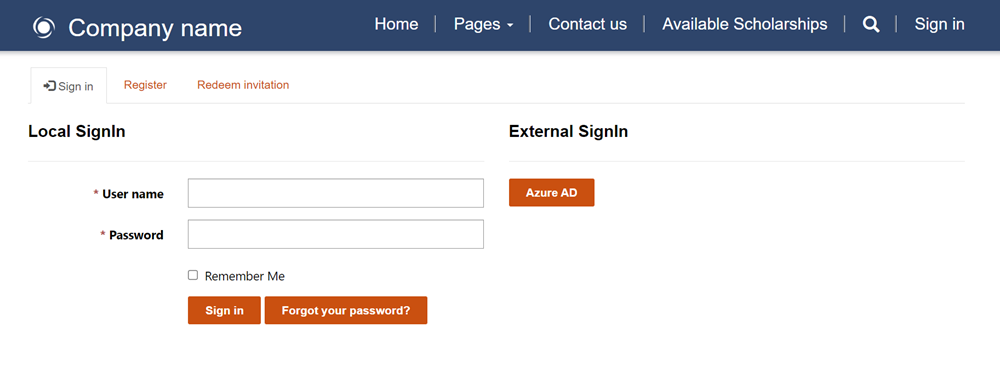 Company name
Home Pages Contact us Available Scholarships Sign in
Sign in Register Redeem invitation
Local SignIn
External SignIn
* User name
Azure AD
* Password
Remember Me
Sign in Forgot your password?